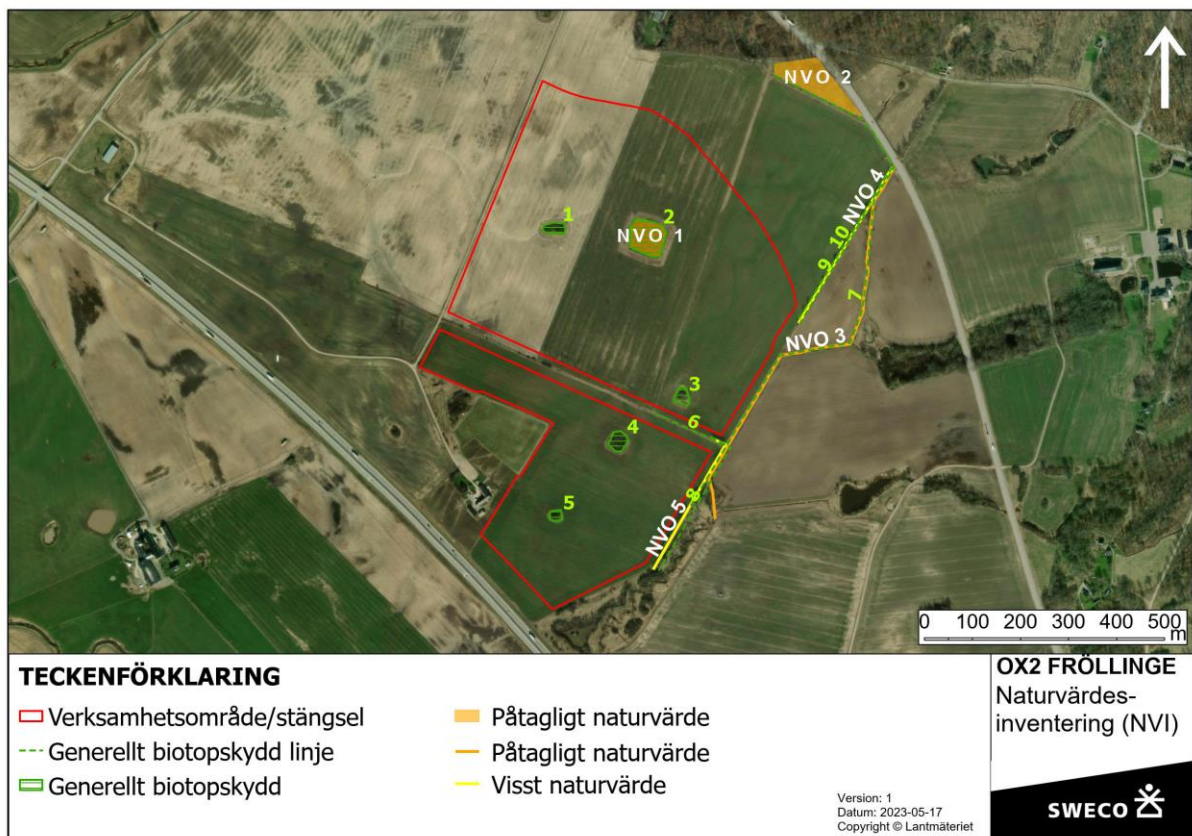 NVO 2
NVO 4
1
2
NVO 1
10
9
7
NVO 3
3
6
4
8
5
NVO 5
0 100 200 300 400 500
m
TECKENFÖRKLARING
Verksamhetsområde/stängsel
Generellt biotopskydd linje
Generellt biotopskydd
Påtagligt naturvärde
Påtagligt naturvärde
Visst naturvärde
Version: 1
Datum: 2023-05-17
Copyright © Lantmäteriet
OX2 FRÖLLINGE
Naturvärdes-
inventering (NVI)
SWECO